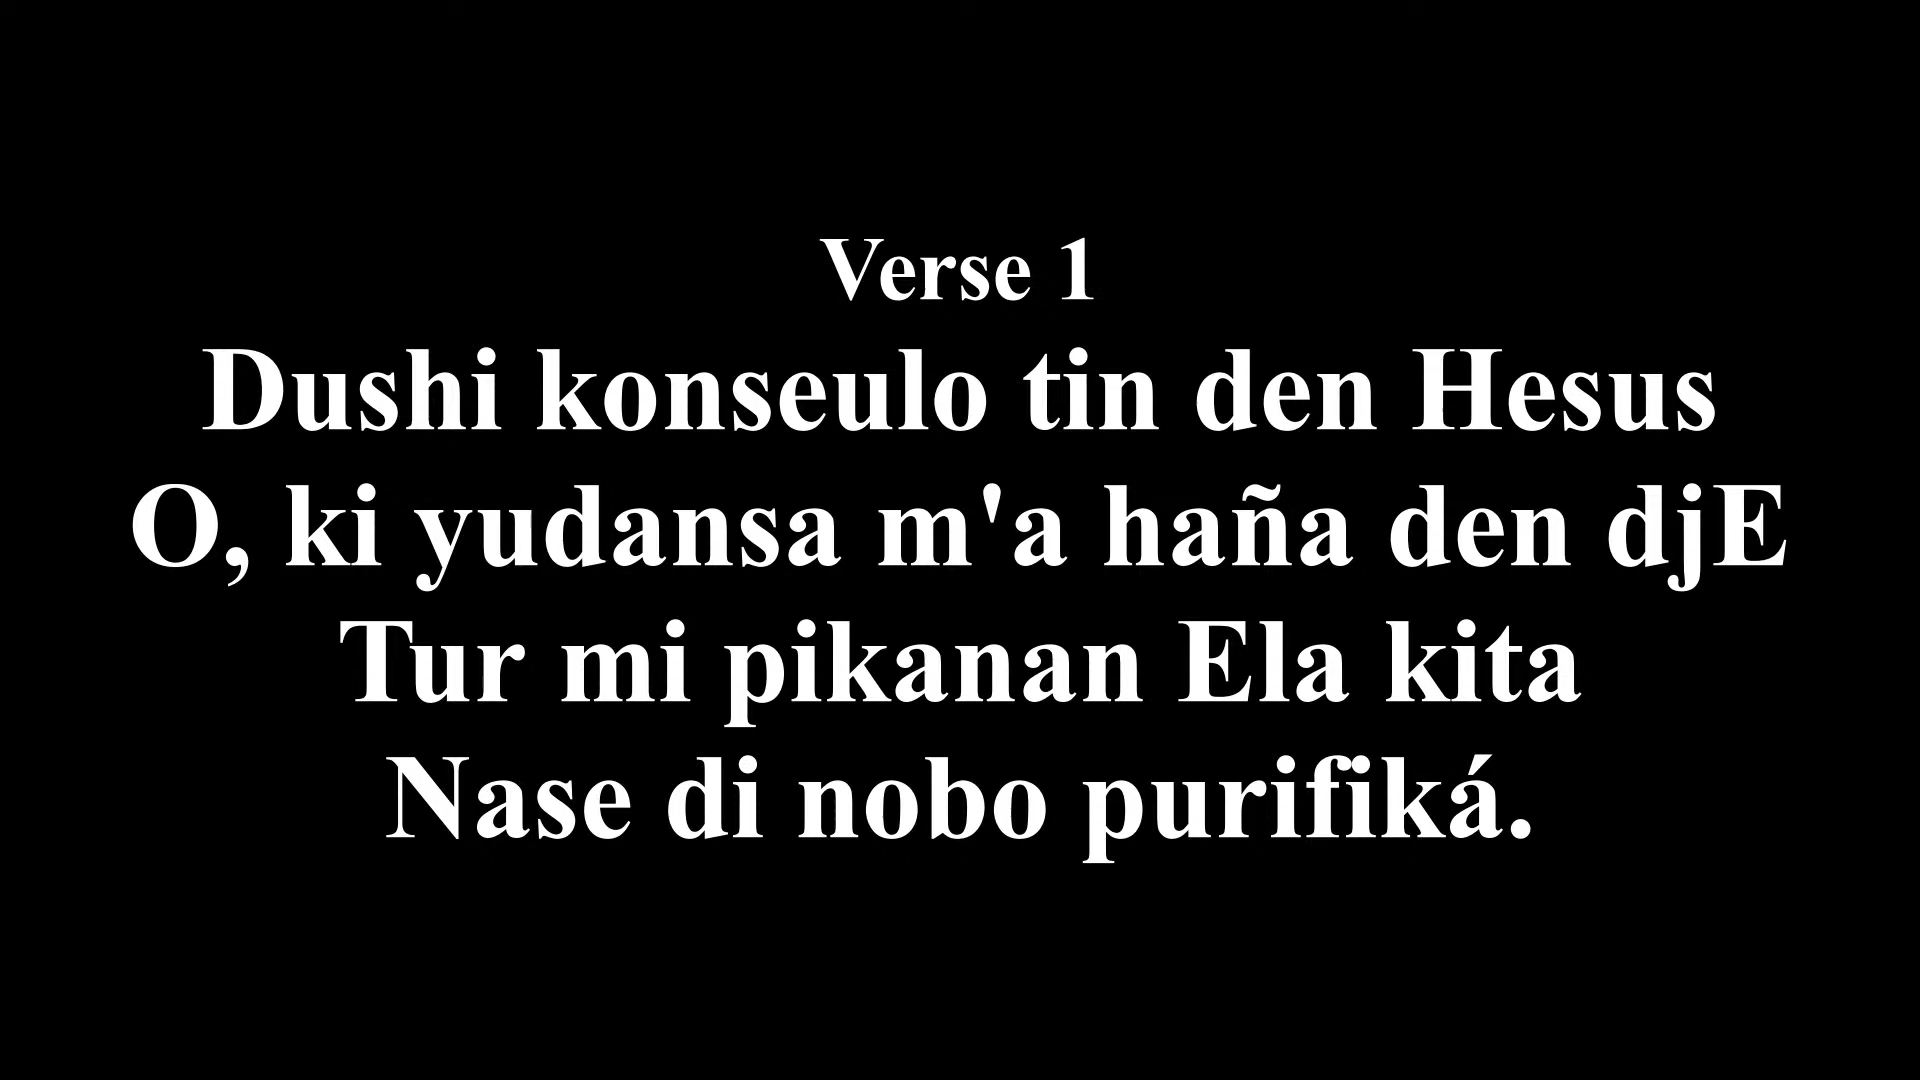 Verse 1
Dushi konseulo tin den Hesus
O, ki yudansa m'a haña den djE
Tur mi pikanan Ela kita
Nase di nobo purifiká.